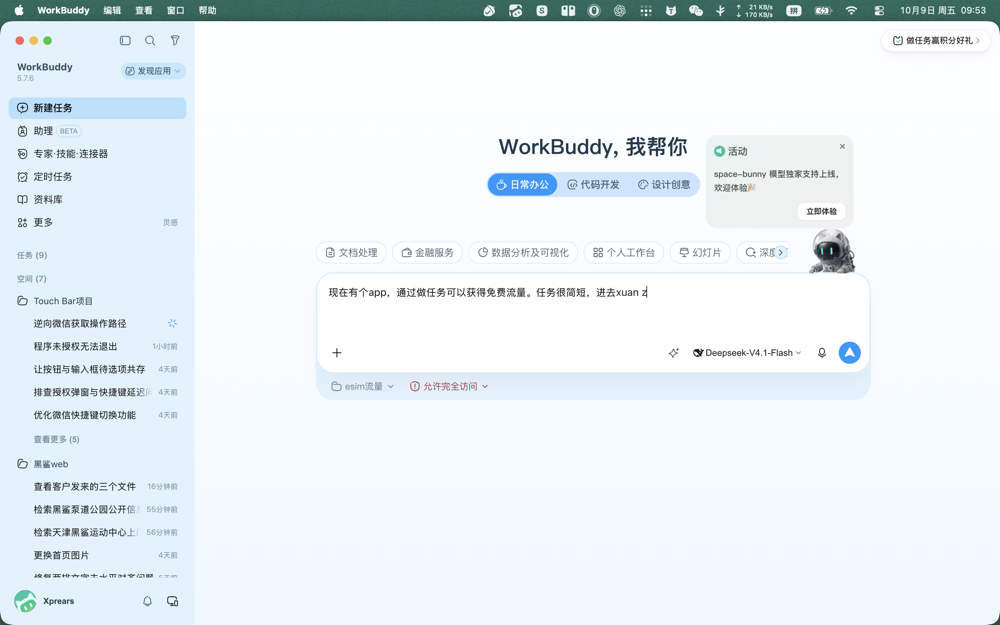 WorkBuddy 编辑 查看 窗口 帮助
21 KB/s
170 KB/s
拼
10月9日 周五 09:53
WorkBuddy
5.7.6
发现应用
做任务赢积分好礼
新建任务
助理 BETA
专家·技能·连接器
定时任务
资料库
更多 灵感
任务 (9)
空间 (7)
Touch Bar项目
逆向微信获取操作路径
程序未授权无法退出 1小时前
让按钮与输入框待选项共存 4天前
排查授权弹窗与快捷键延迟 4天前
优化微信快捷键切换功能 4天前
查看更多 (5)
黑鲨web
查看客户发来的三个文件 16分钟前
检索黑鲨泵道公园公开信 55分钟前
检索天津黑鲨运动中心上 56分钟前
更换首页图片 4天前
Xprears
WorkBuddy, 我帮你
日常办公 代码开发 设计创意
活动
space-bunny 模型独家支持上线，
欢迎体验🎉
立即体验
文档处理 金融服务 数据分析及可视化 个人工作台 幻灯片 深度
现在有个app，通过做任务可以获得免费流量。任务很简短，进去xuan z
Deepseek-V4.1-Flash
esim流量 允许完全访问